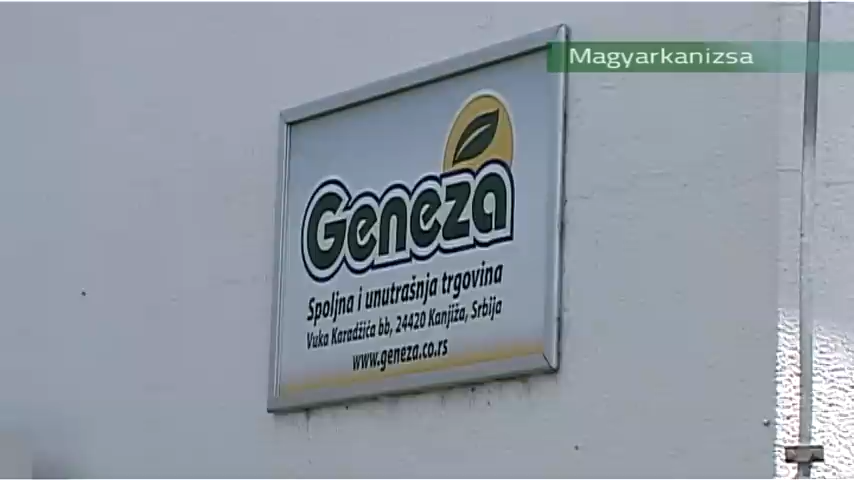 Magyarkanizsa
Geneza
Spoljna i unutrašnja trgovina
Vuka Karadžića bb, 24420 Kanjiža, Srbija
www.geneza.co.rs